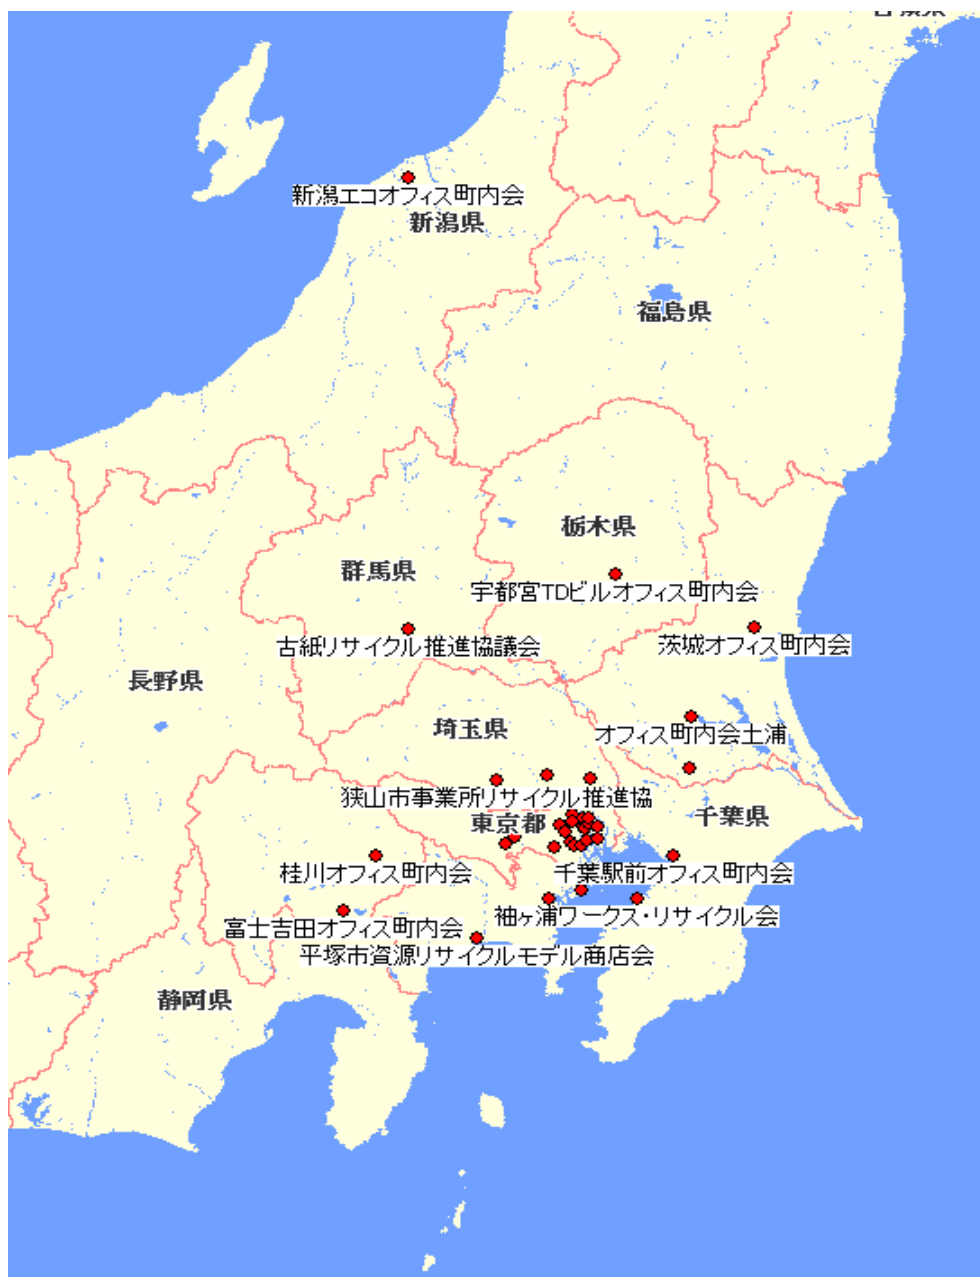 新潟エコオフィス町内会
新潟県
福島県
栃木県
群馬県
宇都宮TDビルオフィス町内会
古紙リサイクル推進協議会
茨城オフィス町内会
長野県
埼玉県
オフィス町内会土浦
狭山市事業所リサイクル推進協
東京都
千葉県
桂川オフィス町内会
千葉駅前オフィス町内会
袖ヶ浦ワークス・リサイクル会
富士吉田オフィス町内会
平塚市資源リサイクルモデル商店会
静岡県